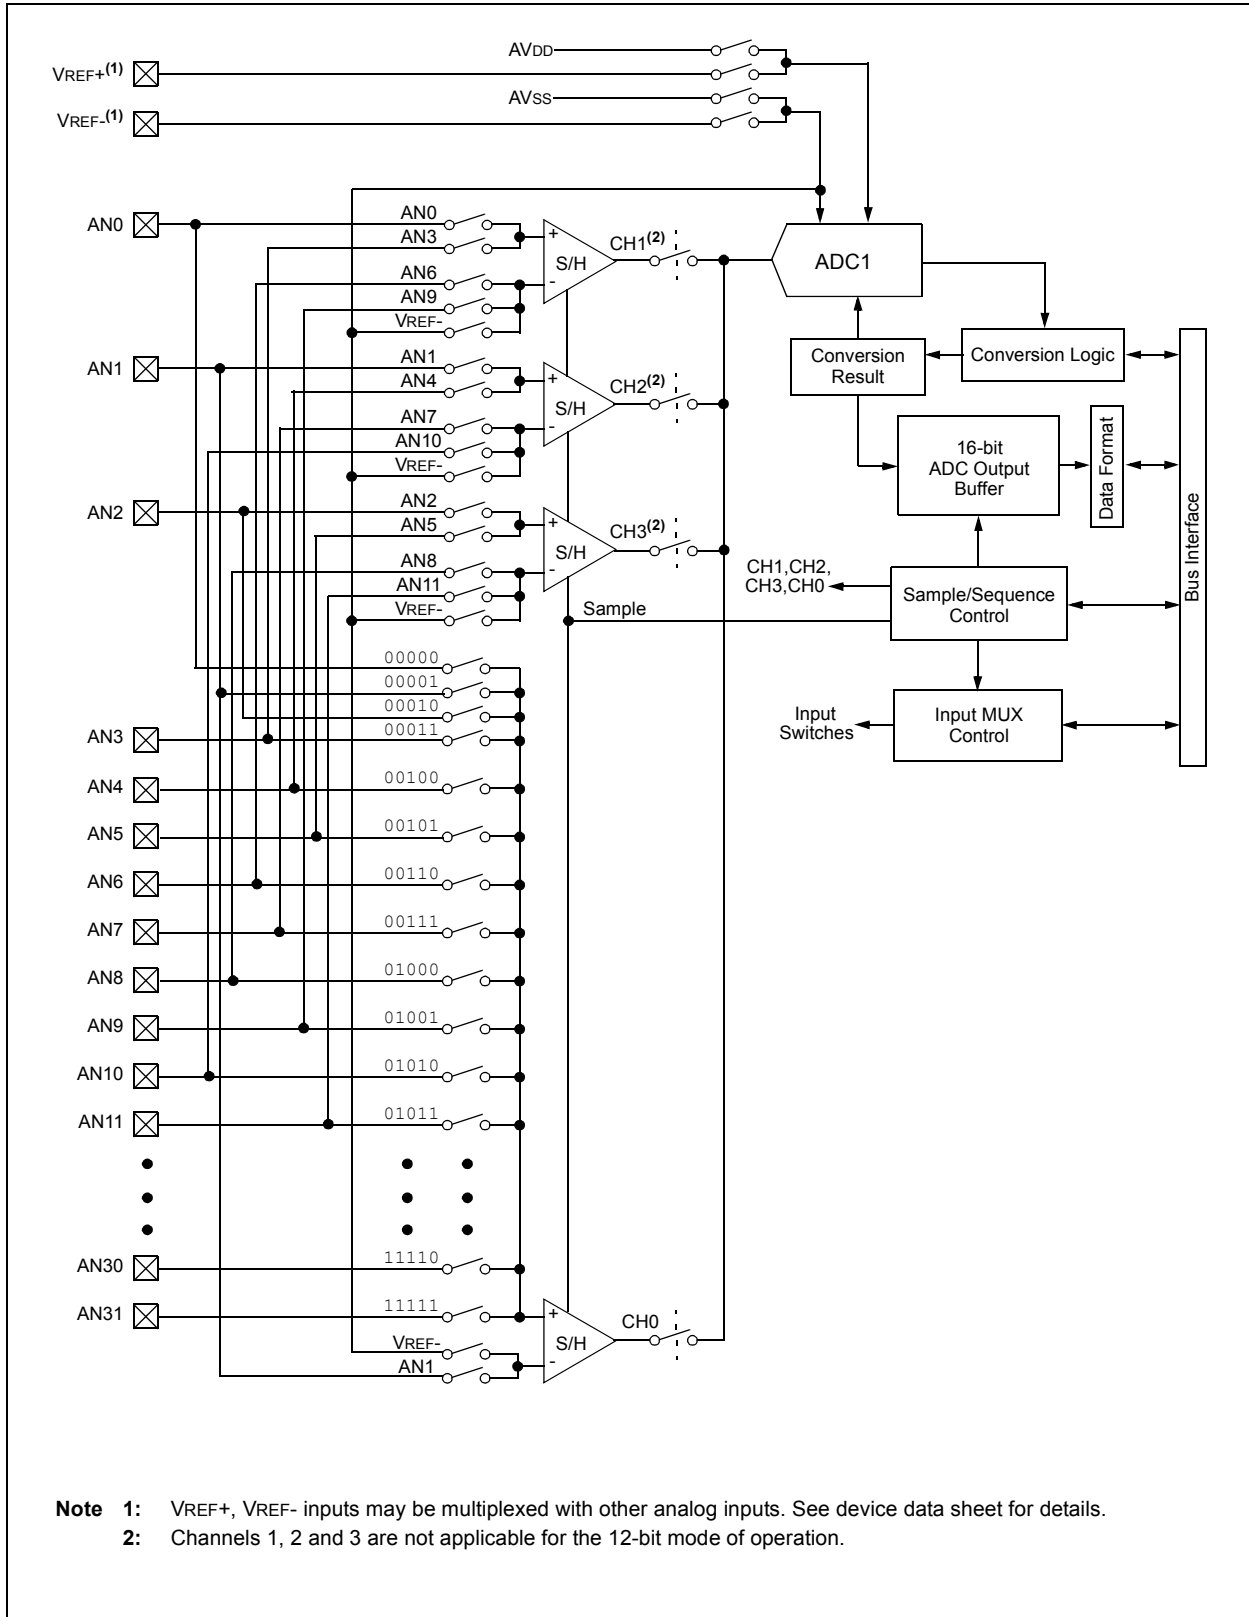 AVDD
VREF+(1)
AVSS
VREF-(1)
AN0
AN0
AN3
AN6
AN9
VREF-
+
S/H
-
CH1(2)
ADC1
AN1
AN1
AN4
AN7
AN10
VREF-
+
S/H
-
CH2(2)
Conversion
Result
Conversion Logic
16-bit
ADC Output
Buffer
Data Format
Bus Interface
AN2
AN2
AN5
AN8
AN11
VREF-
+
S/H
-
CH3(2)
CH1,CH2,
CH3,CH0
Sample/Sequence
Control
Sample
Input
Switches
Input MUX
Control
00000
00001
00010
AN3
00011
AN4
00100
AN5
00101
AN6
00110
AN7
00111
AN8
01000
AN9
01001
AN10
01010
AN11
01011
AN30
11110
AN31
11111
VREF-
AN1
+
S/H
-
CH0
Note 1: VREF+, VREF- inputs may be multiplexed with other analog inputs. See device data sheet for details.
2: Channels 1, 2 and 3 are not applicable for the 12-bit mode of operation.